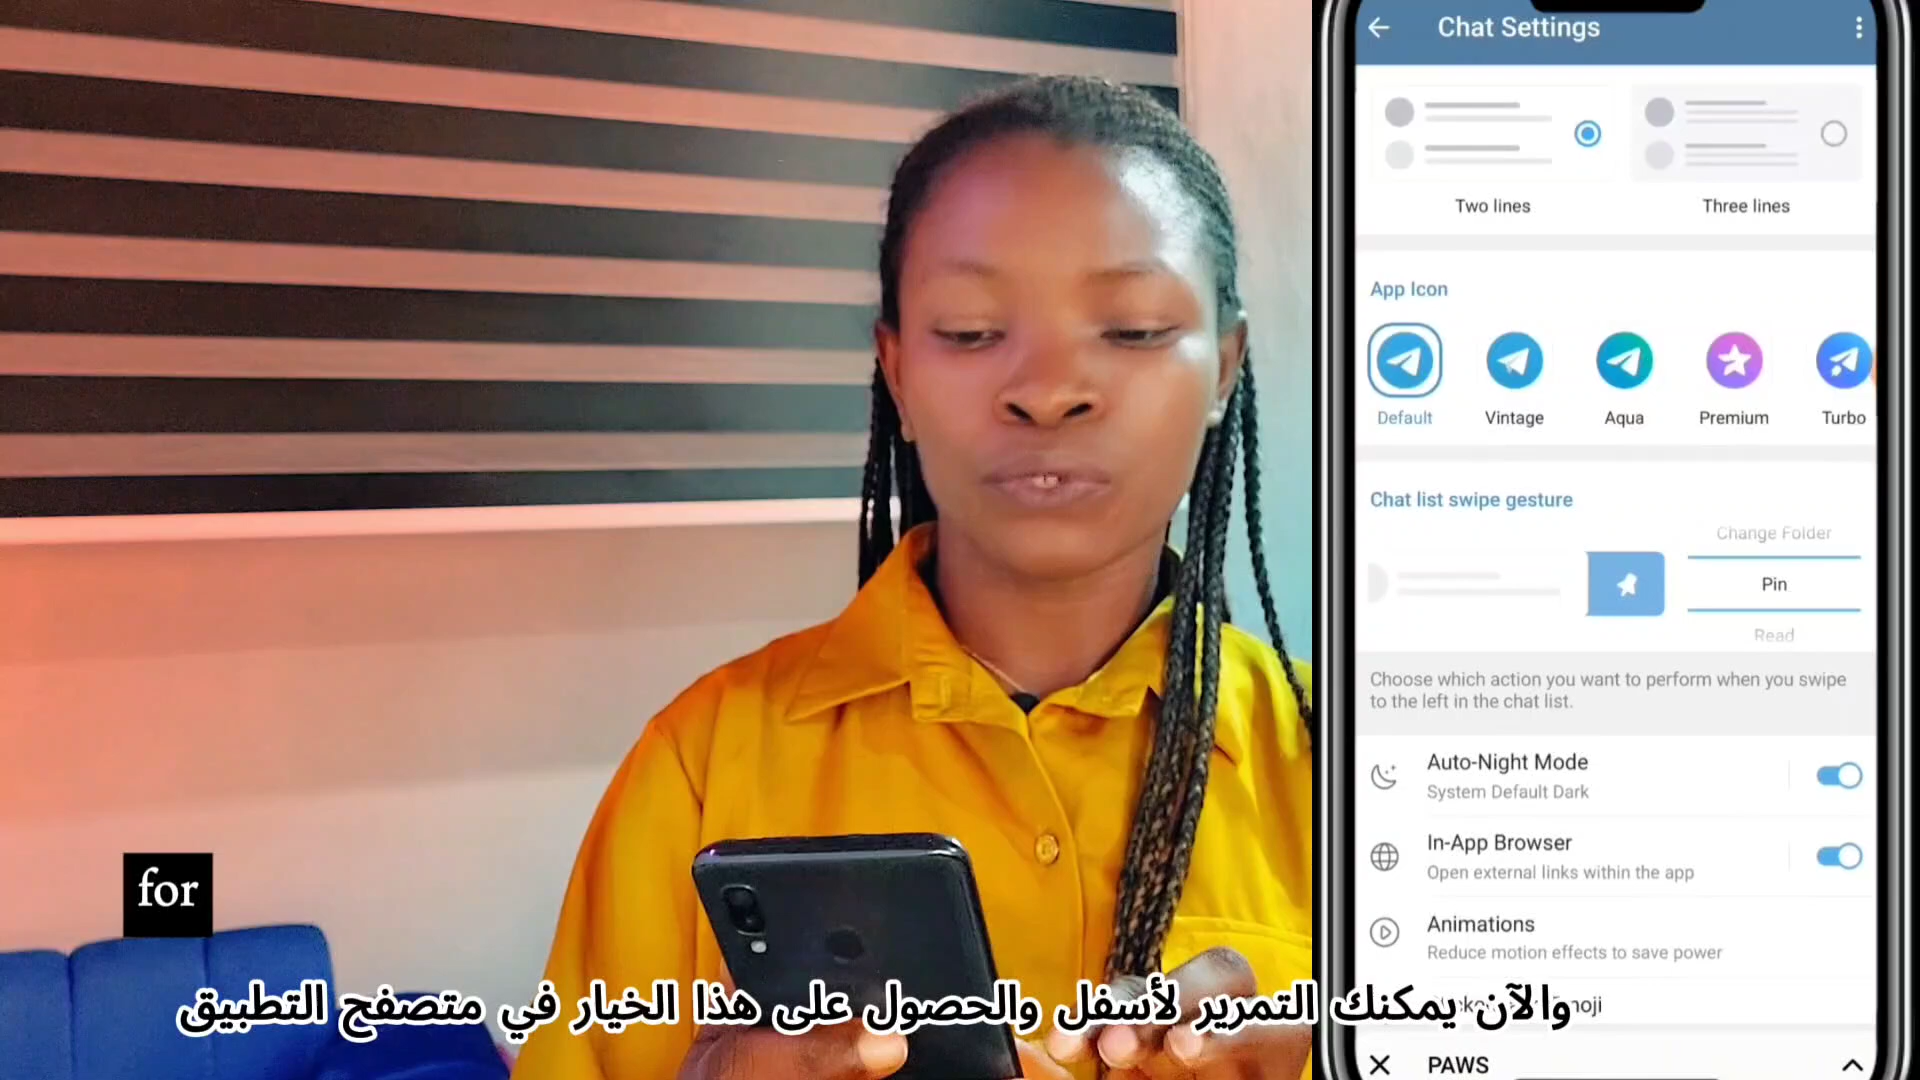 Chat Settings
Two lines
Three lines
App Icon
Default
Vintage
Aqua
Premium
Turbo
Chat list swipe gesture
Change Folder
Pin
Read
Choose which action you want to perform when you swipe
to the left in the chat list.
Auto-Night Mode
System Default Dark
In-App Browser
Open external links within the app
Animations
Reduce motion effects to save power
for
والآن يمكنك التمرير لأسفل والحصول على هذا الخيار في متصفح التطبيق
PAWS